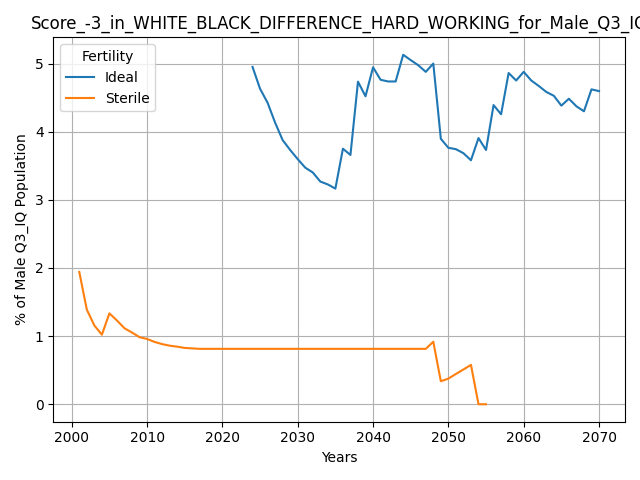 Score_-3_in_WHITE_BLACK_DIFFERENCE_HARD_WORKING_for_Male_Q3_IQ
Fertility
Ideal
Sterile
% of Male Q3_IQ Population
5
4
3
2
1
0
2000 2010 2020 2030 2040 2050 2060 2070
Years